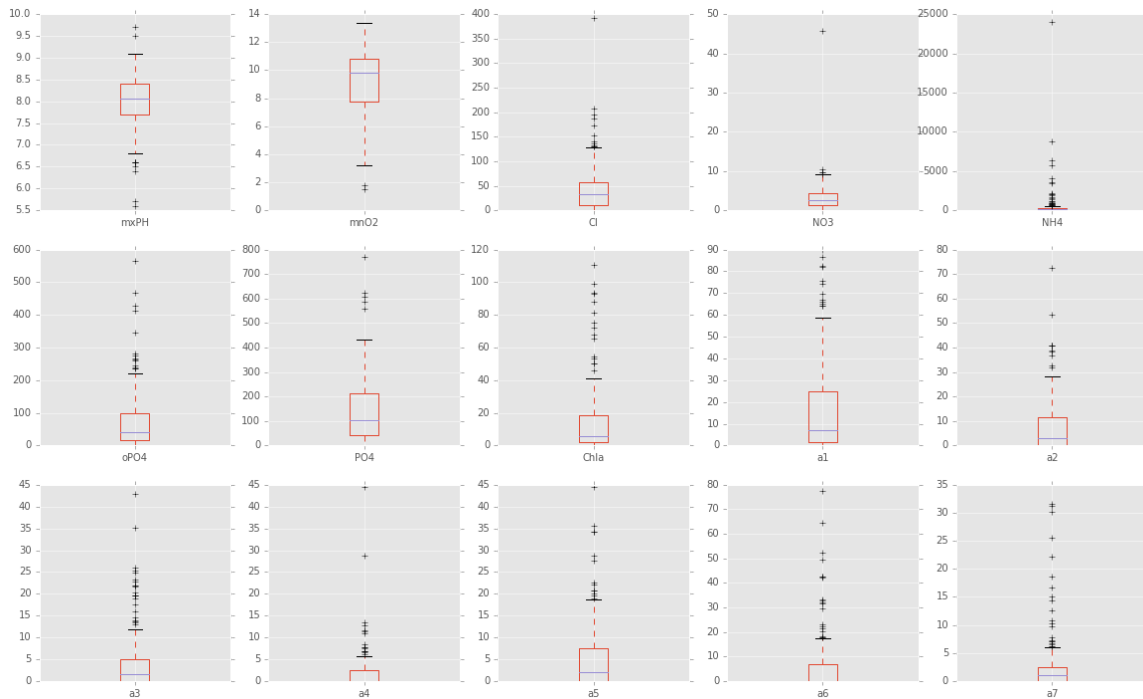 10.0 14 400 50 25000
9.5 12 350 40 20000
9.0 10 300 30 15000
8.5 8 250 20 10000
8.0 6 200 10 5000
7.5 4 150 0 0
7.0 2 100
6.5 0 50
6.0 0
5.5
mxPH mnO2 Cl NO3 NH4
600 800 120 90 80
500 700 100 80 70
400 600 80 70 60
300 500 60 60 50
200 400 40 50 40
100 300 20 40 30
0 200 0 30 20
100 20 10
0 10 0
0
oPO4 PO4 Chla a1 a2
45 45 45 80 35
40 40 40 70 30
35 35 35 60 25
30 30 30 50 20
25 25 25 40 15
20 20 20 30 10
15 15 15 20 5
10 10 10 10 0
5 5 5 0
0 0 0
a3 a4 a5 a6 a7